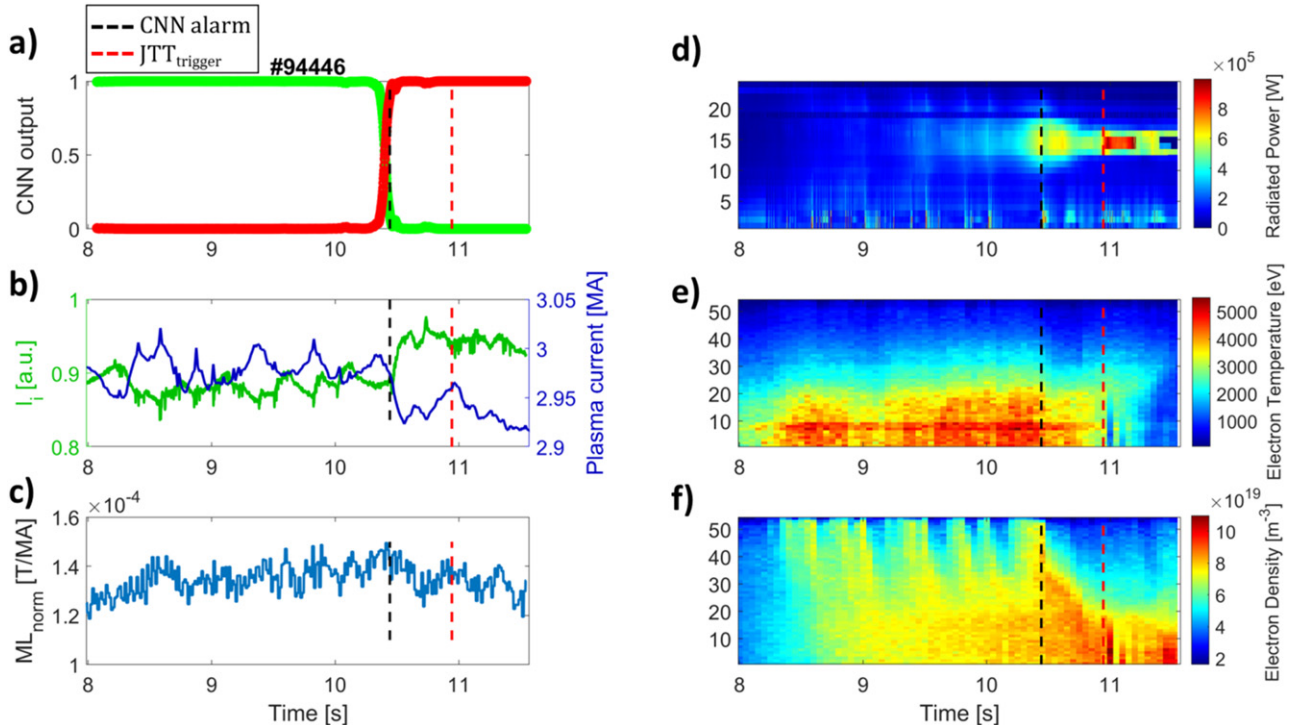 CNN alarm
JTT_trigger
#94446
a)
CNN output
1
0.5
0
8 9 10 11
b)
l_i [a.u.]
1
0.9
0.8
Plasma current [MA]
3.05
3
2.95
2.9
8 9 10 11
c)
ML_norm [T/MA]
×10^-4
1.6
1.4
1.2
1
8 9 10 11
Time [s]
d)
20
15
10
5
8 9 10 11
×10^5
8
6
4
2
0
Radiated Power [W]
e)
50
40
30
20
10
8 9 10 11
5000
4000
3000
2000
1000
Electron Temperature [eV]
f)
50
40
30
20
10
8 9 10 11
Time [s]
×10^19
10
8
6
4
2
Electron Density [m^-3]